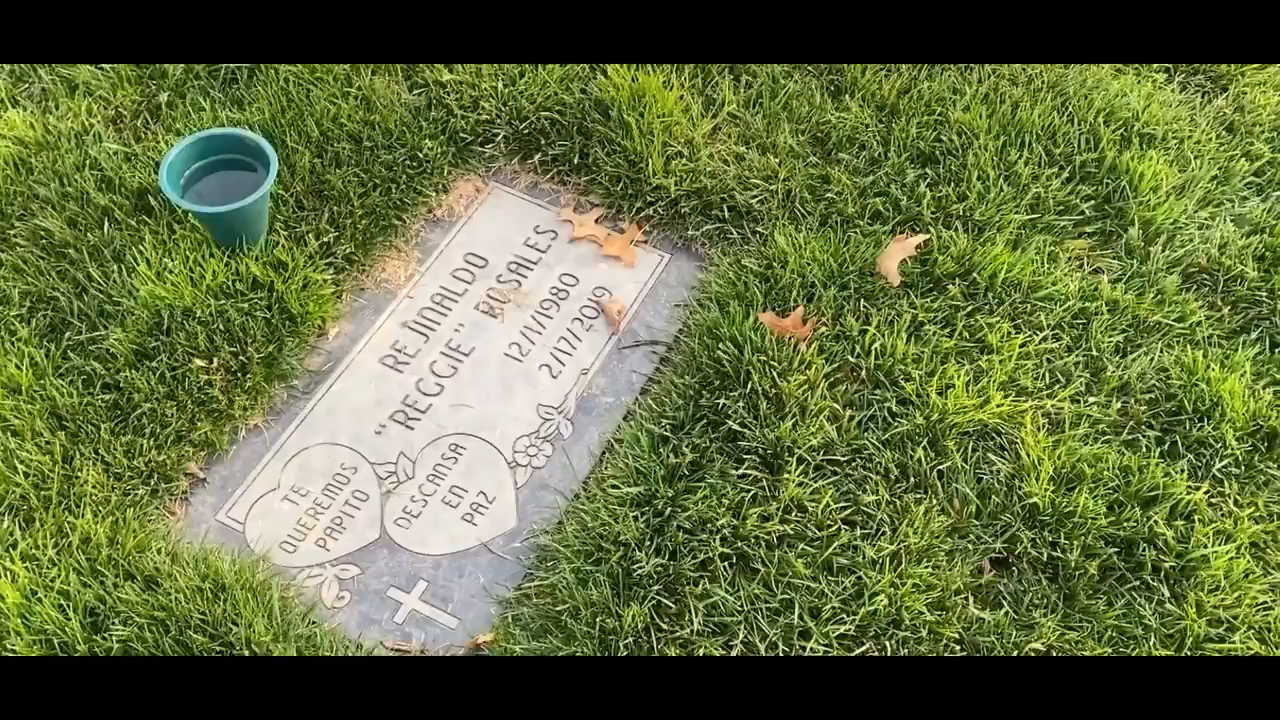 REJINALDO
"REGGIE" ROSALES
12/1/1980
2/17/2019
TE
QUEREMOS
PAPITO
DESCANSA
EN
PAZ